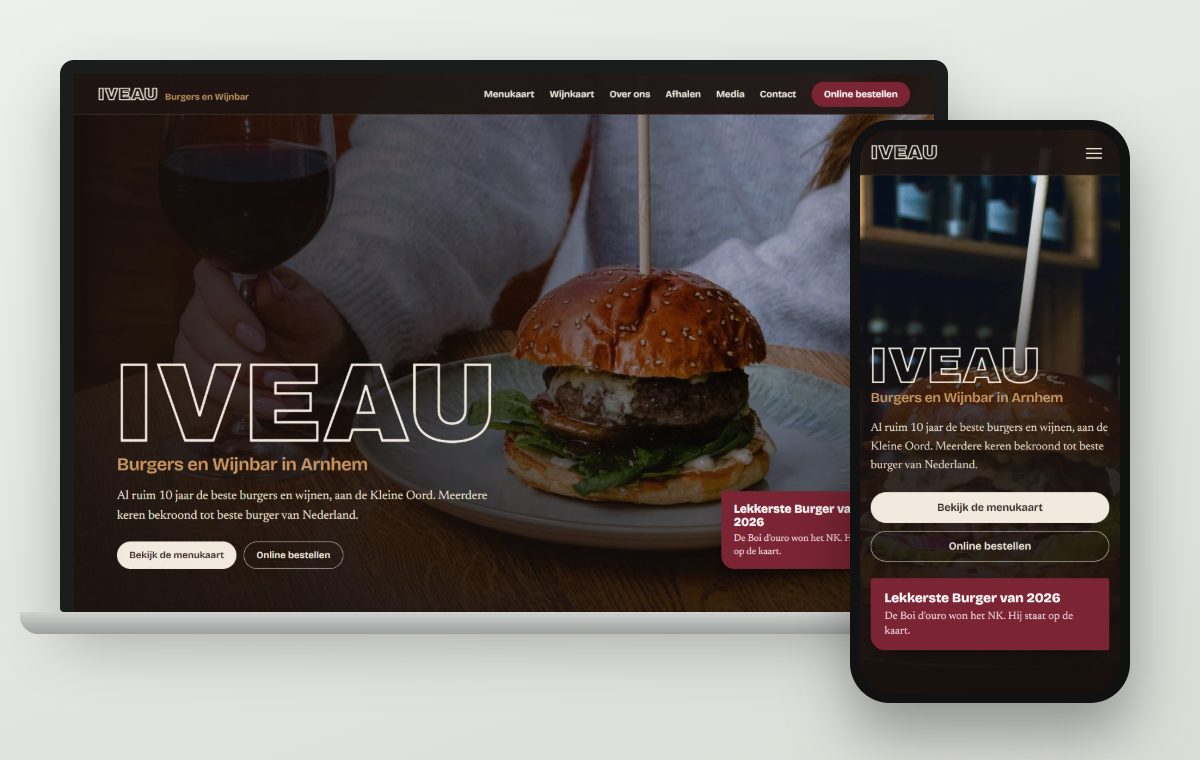 IVEAU Burgers en Wijnbar
Menukaart Wijnkaart Over ons Afhalen Media Contact Online bestellen
IVEAU
Burgers en Wijnbar in Arnhem
Al ruim 10 jaar de beste burgers en wijnen, aan de Kleine Oord. Meerdere
keren bekroond tot beste burger van Nederland.
Bekijk de menukaart Online bestellen
Lekkerste Burger
2026
De Boi d'ouro won het NK.
op de kaart.
IVEAU
IVEAU
Burgers en Wijnbar in Arnhem
Al ruim 10 jaar de beste burgers en wijnen, aan de
Kleine Oord. Meerdere keren bekroond tot beste
burger van Nederland.
Bekijk de menukaart
Online bestellen
Lekkerste Burger van 2026
De Boi d'ouro won het NK. Hij staat op de
kaart.